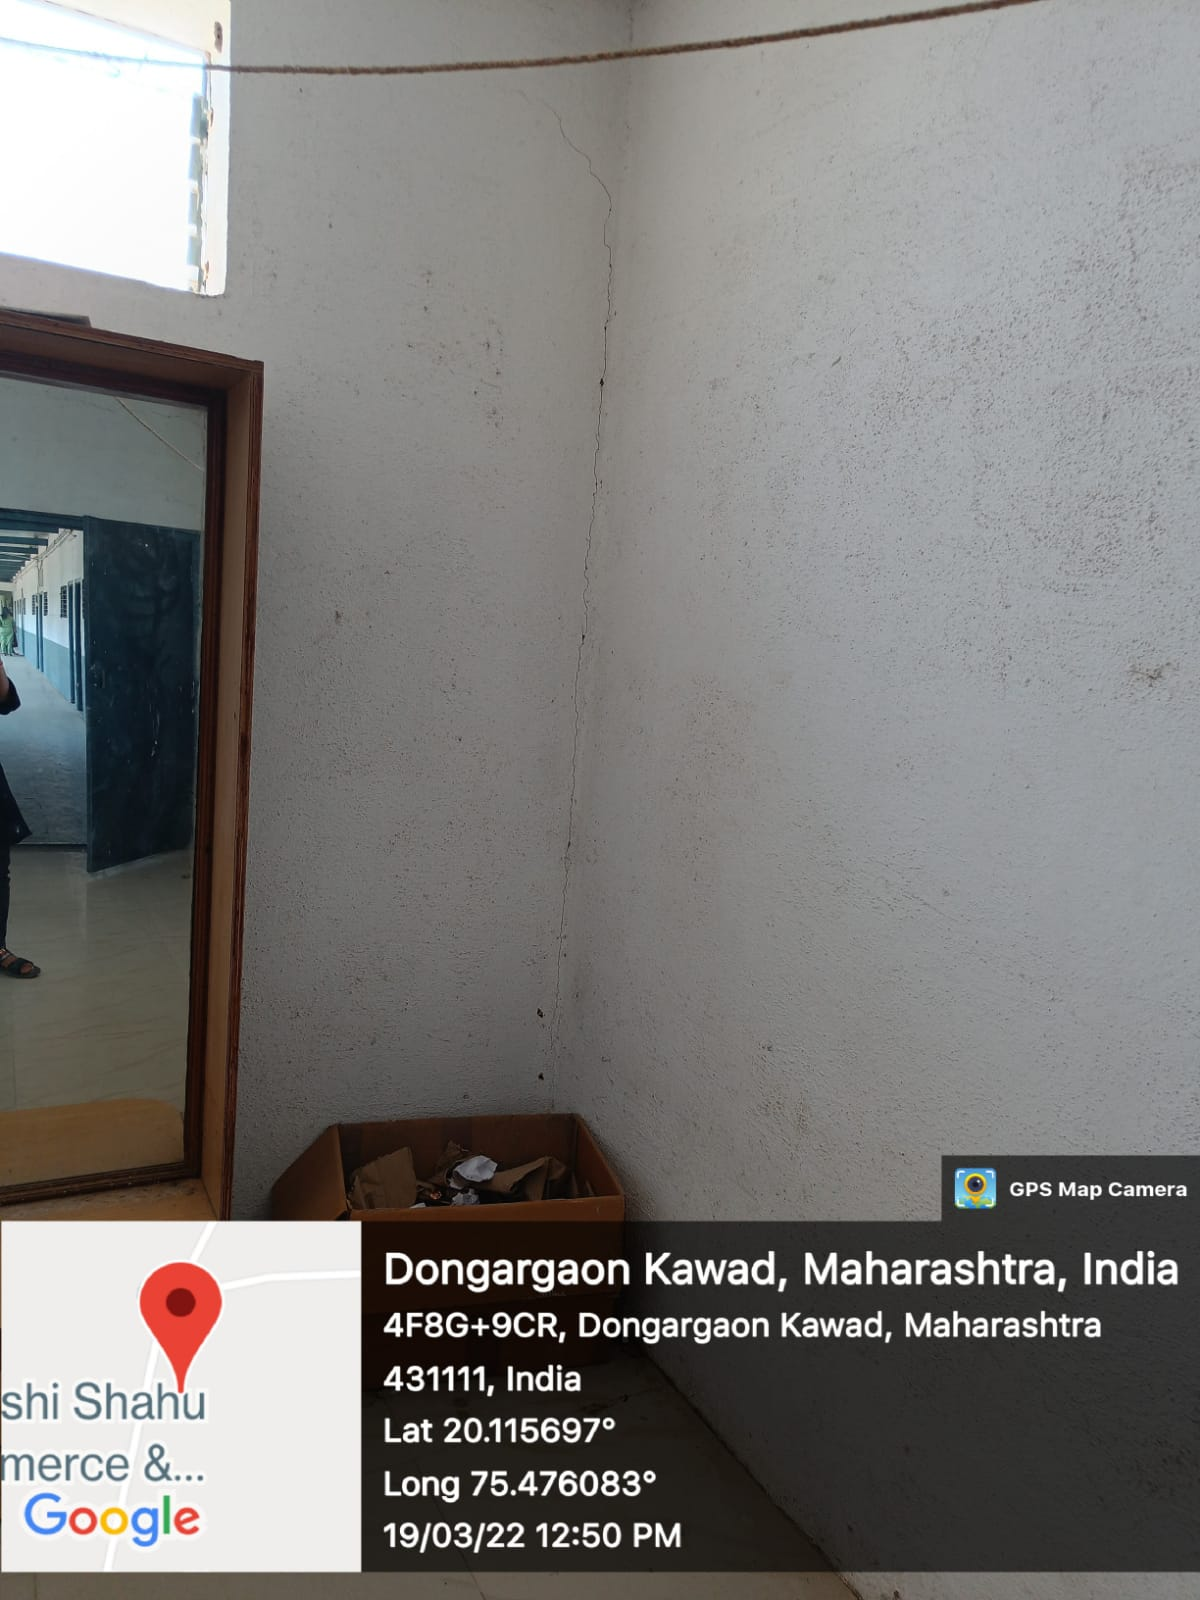 GPS Map Camera
Dongargaon Kawad, Maharashtra, India
4F8G+9CR, Dongargaon Kawad, Maharashtra
431111, India
Lat 20.115697°
Long 75.476083°
19/03/22 12:50 PM
shi Shahu
merce &...
Google